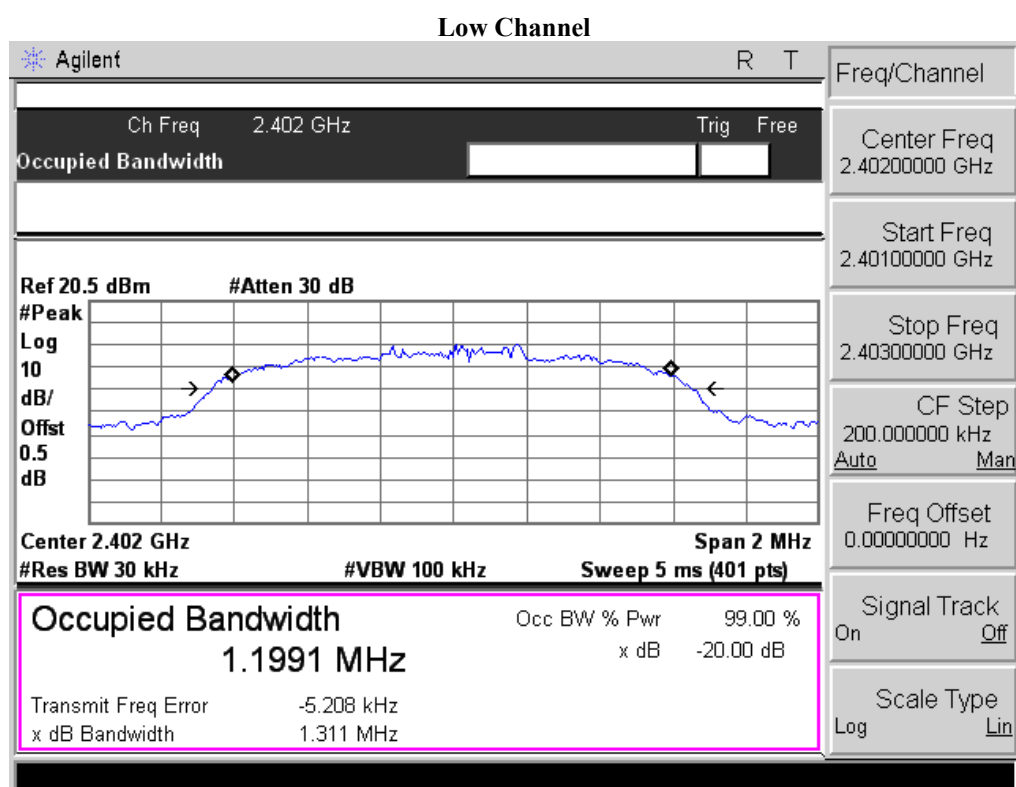 Low Channel
Agilent R T
Freq/Channel
Ch Freq 2.402 GHz Trig Free
Occupied Bandwidth
Center Freq
2.40200000 GHz
Start Freq
2.40100000 GHz
Stop Freq
2.40300000 GHz
CF Step
200.000000 kHz
Auto Man
Freq Offset
0.00000000 Hz
Signal Track
On Off
Scale Type
Log Lin
Ref 20.5 dBm #Atten 30 dB
#Peak
Log
10
dB/
Offst
0.5
dB
Center 2.402 GHz Span 2 MHz
#Res BW 30 kHz #VBW 100 kHz Sweep 5 ms (401 pts)
Occupied Bandwidth Occ BW % Pwr 99.00 %
1.1991 MHz x dB -20.00 dB
Transmit Freq Error -5.208 kHz
x dB Bandwidth 1.311 MHz